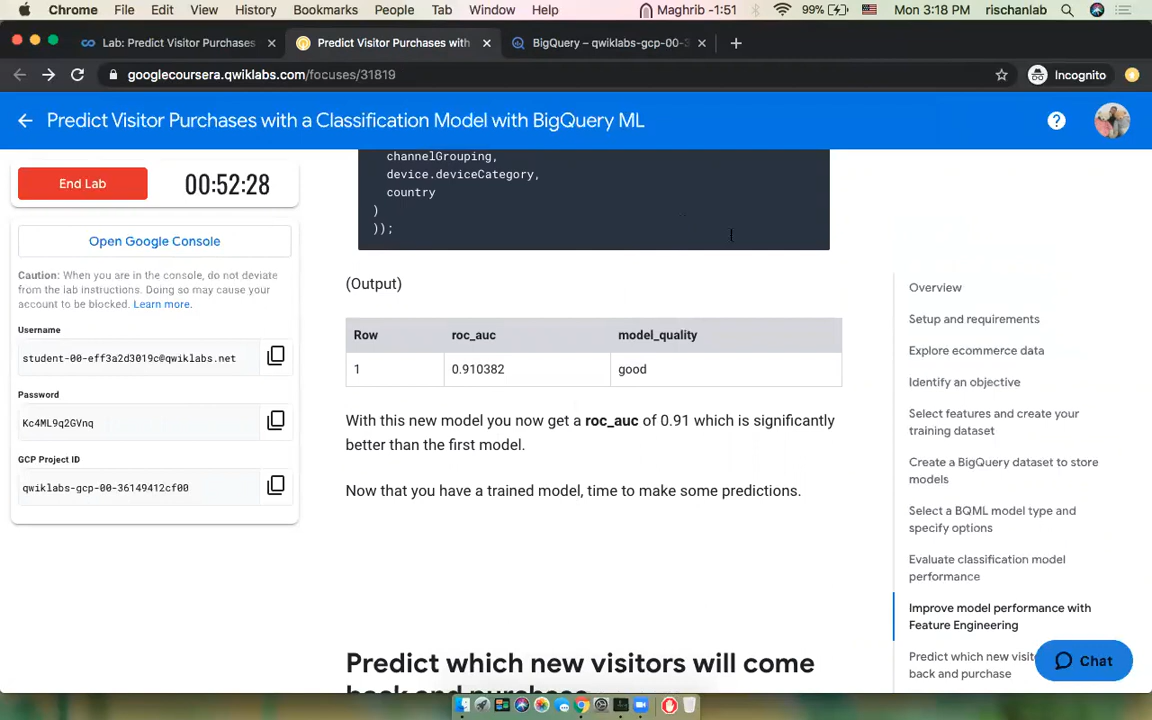 Chrome File Edit View History Bookmarks People Tab Window Help Maghrib -1:51 99% Mon 3:18 PM rischanlab
Lab: Predict Visitor Purchases
Predict Visitor Purchases with
BigQuery – qwiklabs-gcp-00-3
googlecoursera.qwiklabs.com/focuses/31819
Incognito
Predict Visitor Purchases with a Classification Model with BigQuery ML
End Lab
00:52:28
Open Google Console
Caution: When you are in the console, do not deviate
from the lab instructions. Doing so may cause your
account to be blocked. Learn more.
Username
student-00-eff3a2d3019c@qwiklabs.net
Password
Kc4ML9q2GVnq
GCP Project ID
qwiklabs-gcp-00-36149412cf00
channelGrouping,
device.deviceCategory,
country
)
));
(Output)
Row roc_auc model_quality
1 0.910382 good
With this new model you now get a roc_auc of 0.91 which is significantly
better than the first model.
Now that you have a trained model, time to make some predictions.
Predict which new visitors will come
back and purchase
Overview
Setup and requirements
Explore ecommerce data
Identify an objective
Select features and create your
training dataset
Create a BigQuery dataset to store
models
Select a BQML model type and
specify options
Evaluate classification model
performance
Improve model performance with
Feature Engineering
Predict which new visito
back and purchase
Chat